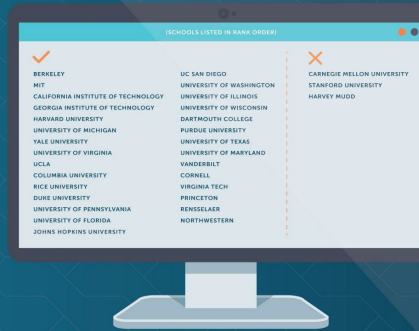 (SCHOOLS LISTED IN RANK ORDER)
BERKELEY
MIT
CALIFORNIA INSTITUTE OF TECHNOLOGY
GEORGIA INSTITUTE OF TECHNOLOGY
HARVARD UNIVERSITY
UNIVERSITY OF MICHIGAN
YALE UNIVERSITY
UNIVERSITY OF VIRGINIA
UCLA
COLUMBIA UNIVERSITY
RICE UNIVERSITY
DUKE UNIVERSITY
UNIVERSITY OF PENNSYLVANIA
UNIVERSITY OF FLORIDA
JOHNS HOPKINS UNIVERSITY
UC SAN DIEGO
UNIVERSITY OF WASHINGTON
UNIVERSITY OF ILLINOIS
UNIVERSITY OF WISCONSIN
DARTMOUTH COLLEGE
PURDUE UNIVERSITY
UNIVERSITY OF TEXAS
UNIVERSITY OF MARYLAND
VANDERBILT
CORNELL
VIRGINIA TECH
PRINCETON
RENSSELAER
NORTHWESTERN
CARNEGIE MELLON UNIVERSITY
STANFORD UNIVERSITY
HARVEY MUDD